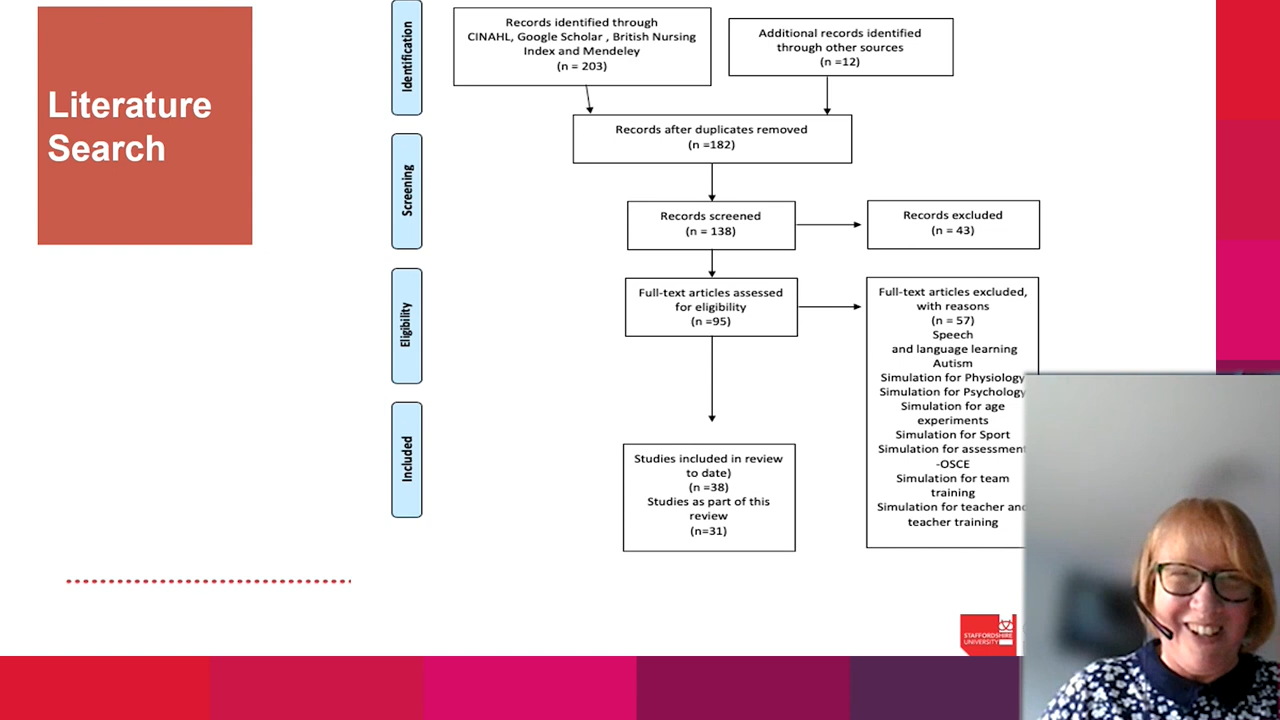 Literature
Search
Identification
Records identified through
CINAHL, Google Scholar , British Nursing
Index and Mendeley
(n = 203)
Additional records identified
through other sources
(n =12)
Records after duplicates removed
(n =182)
Screening
Records screened
(n = 138)
Records excluded
(n = 43)
Eligibility
Full-text articles assessed
for eligibility
(n =95)
Full-text articles excluded,
with reasons
(n = 57)
Speech
and language learning
Autism
Simulation for Physiology
Simulation for Psychology
Simulation for age
experiments
Simulation for Sport
Simulation for assessment
-OSCE
Simulation for team
training
Simulation for teacher and
teacher training
Included
Studies included in review
to date)
(n =38)
Studies as part of this
review
(n=31)
STAFFORDSHIRE
UNIVERSITY